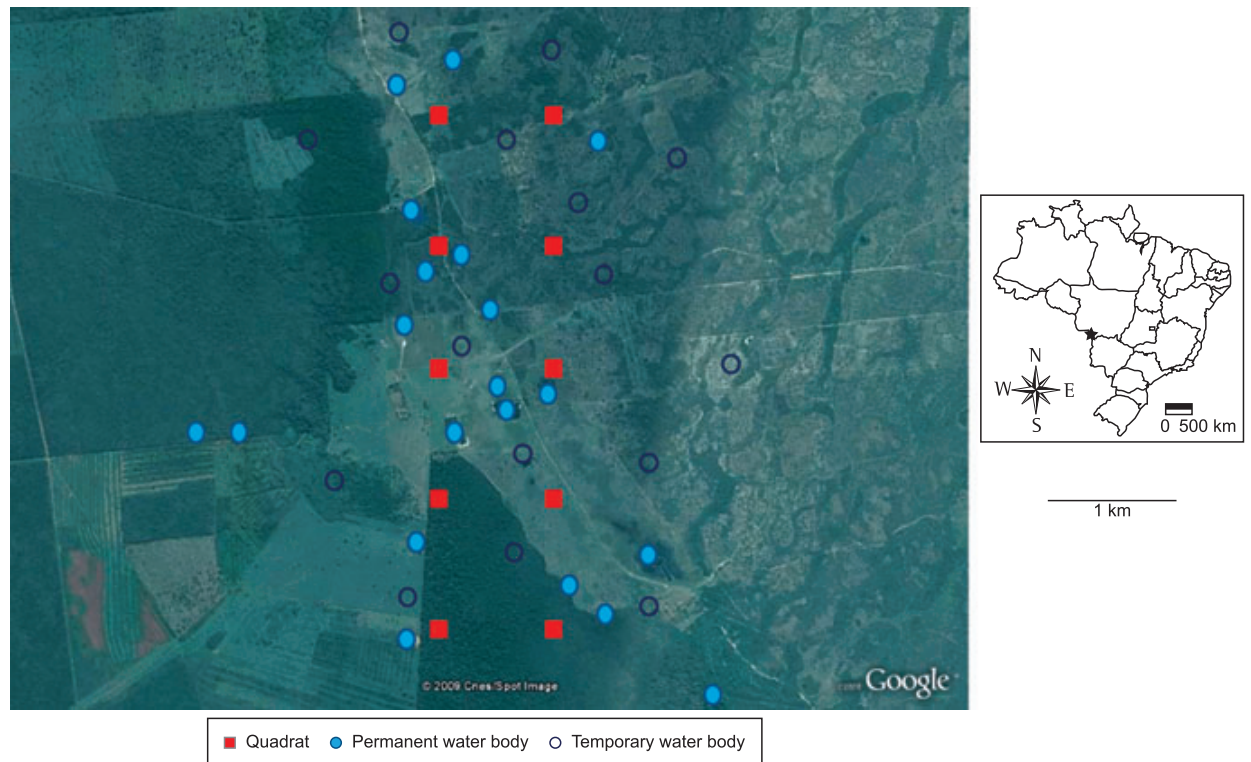 © 2009 Cnes/Spot Image
Google
N
W E
S
0 500 km
1 km
Quadrat Permanent water body Temporary water body